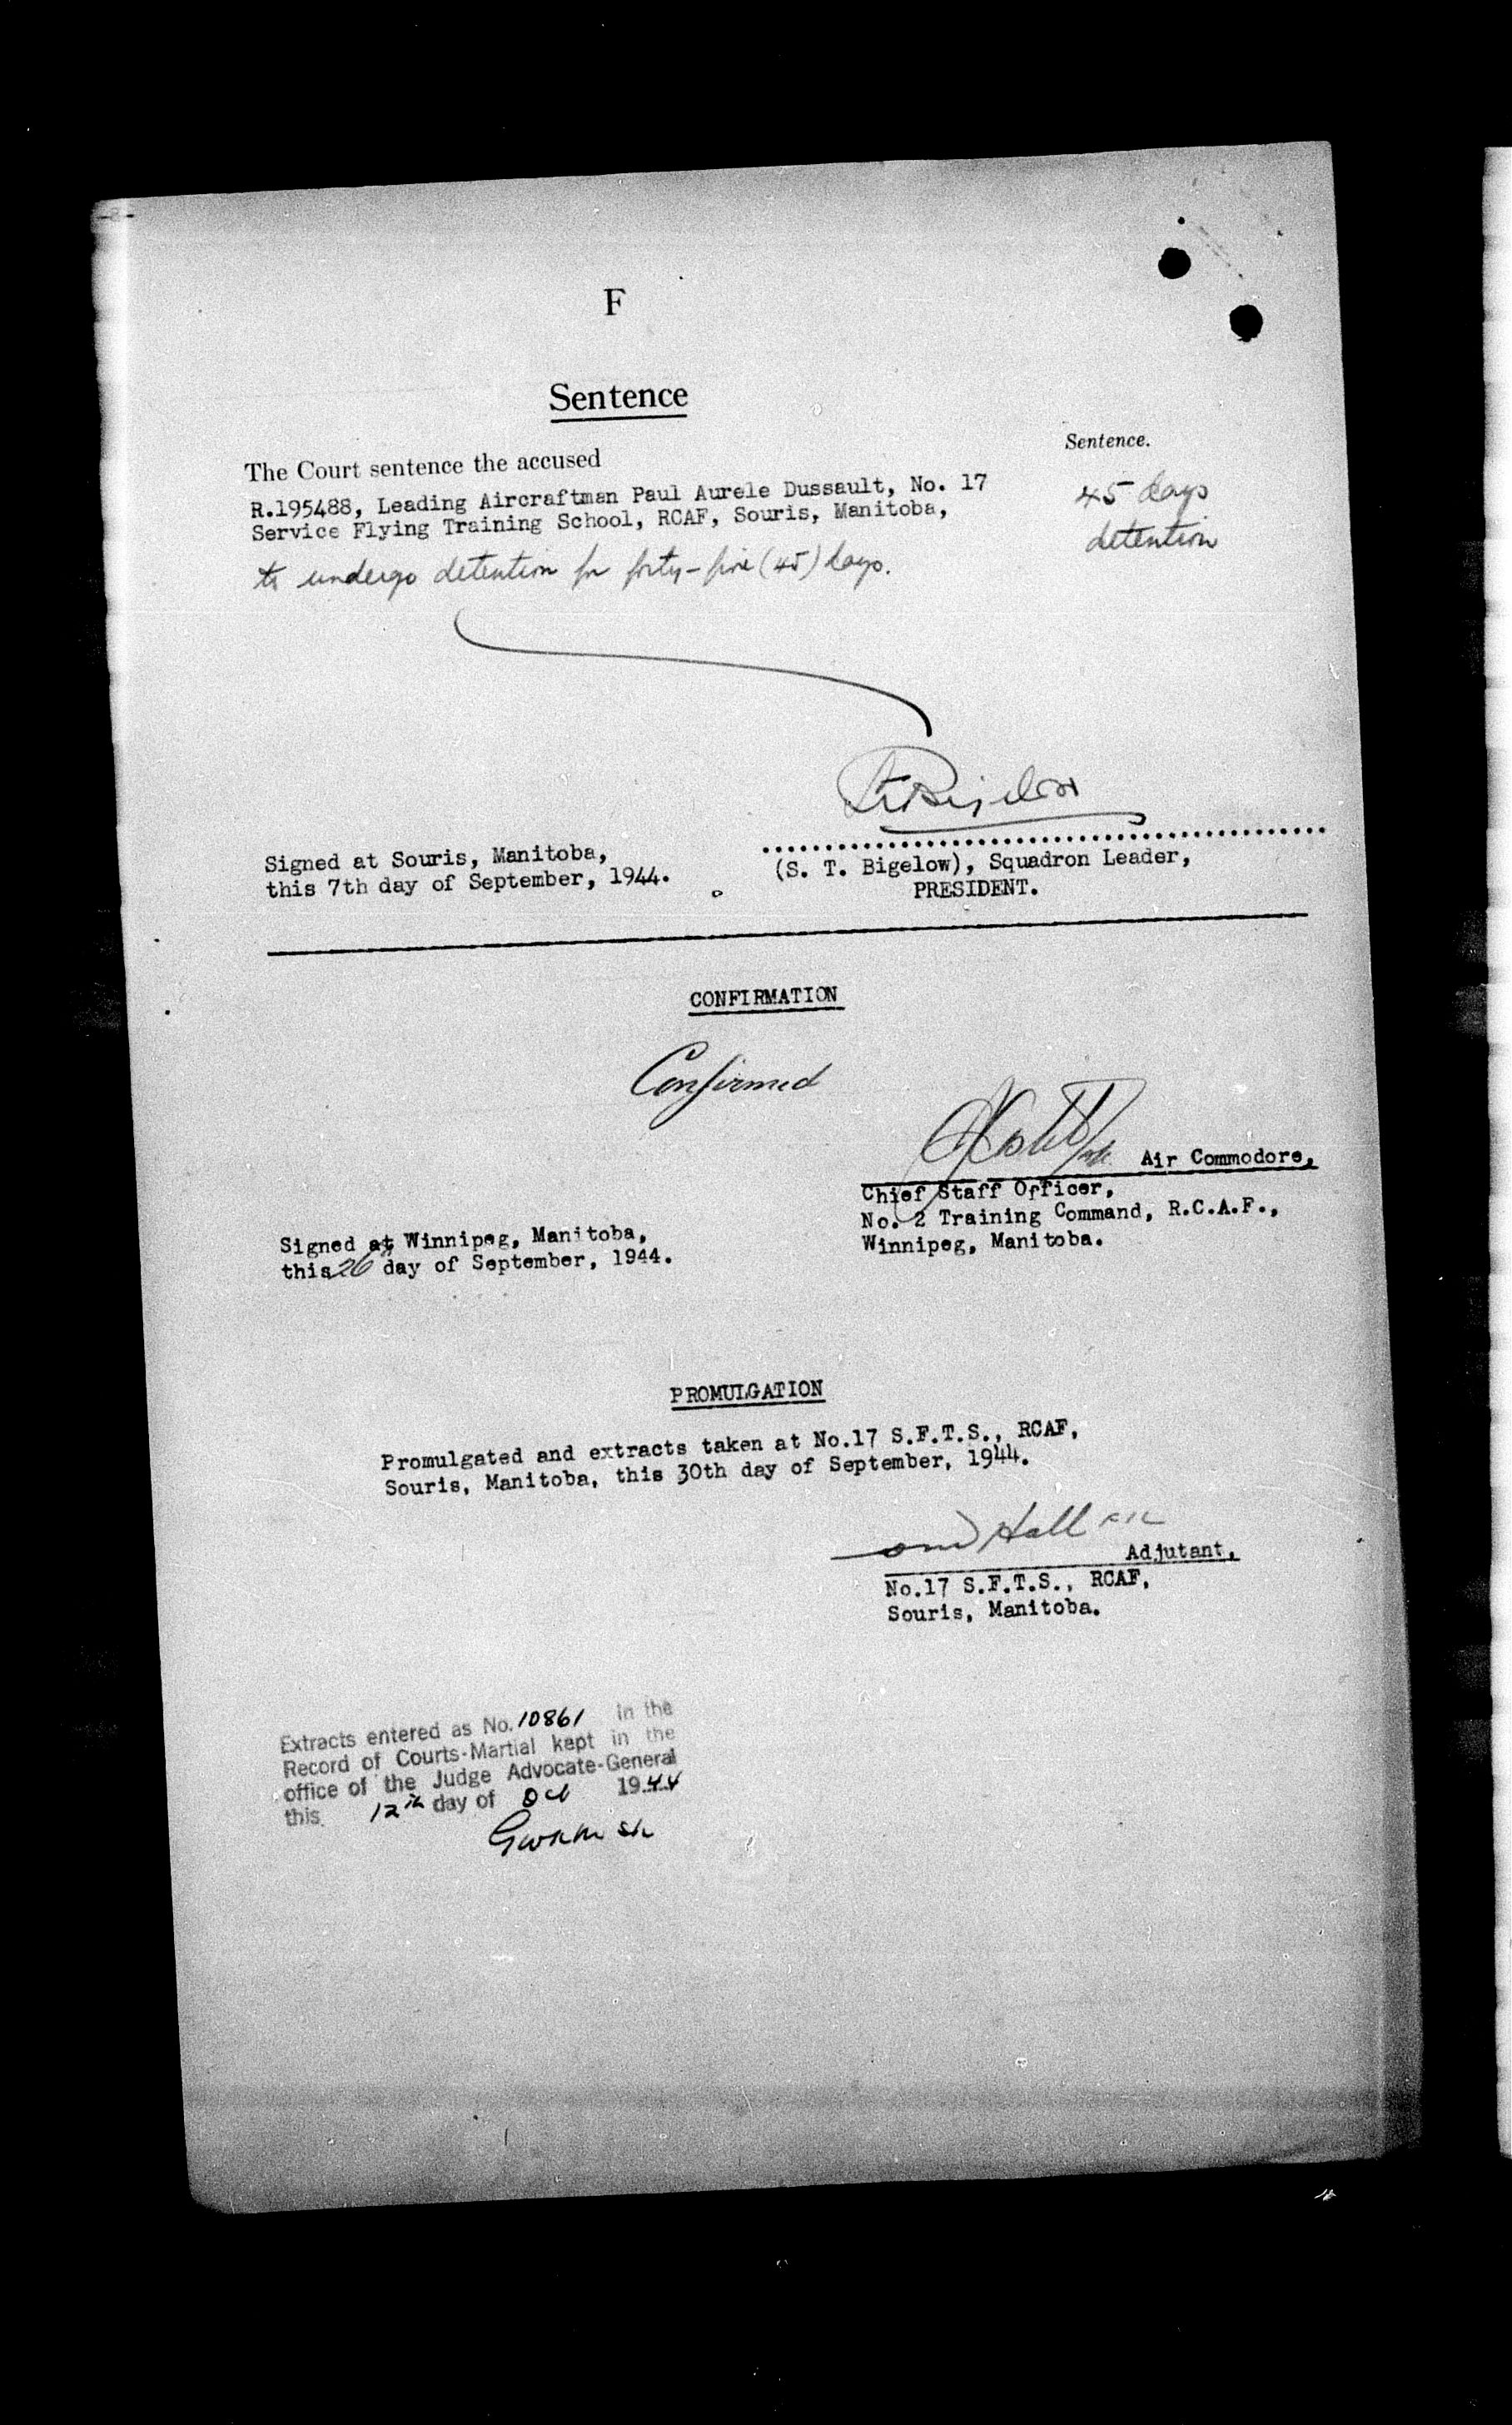 F
Sentence
The Court sentence the accused
Sentence.
R.195488, Leading Aircraftman Paul Aurele Dussault, No. 17
Service Flying Training School, RCAF, Souris, Manitoba,
to undergo detention for forty-five (45) days.
45 days
detention
ST Bigelow
Signed at Souris, Manitoba,
this 7th day of September, 1944.
(S. T. Bigelow), Squadron Leader,
PRESIDENT.
CONFIRMATION
Confirmed
Air Commodore,
Chief Staff Officer,
No. 2 Training Command, R.C.A.F.,
Winnipeg, Manitoba.
Signed at Winnipeg, Manitoba,
this 26th day of September, 1944.
PROMULGATION
Promulgated and extracts taken at No.17 S.F.T.S., RCAF,
Souris, Manitoba, this 30th day of September, 1944.
Hall F/L
Adjutant,
No.17 S.F.T.S., RCAF,
Souris, Manitoba.
Extracts entered as No. 10861 in the
Record of Courts-Martial kept in the
office of the Judge Advocate-General
this 12th day of Oct 1944